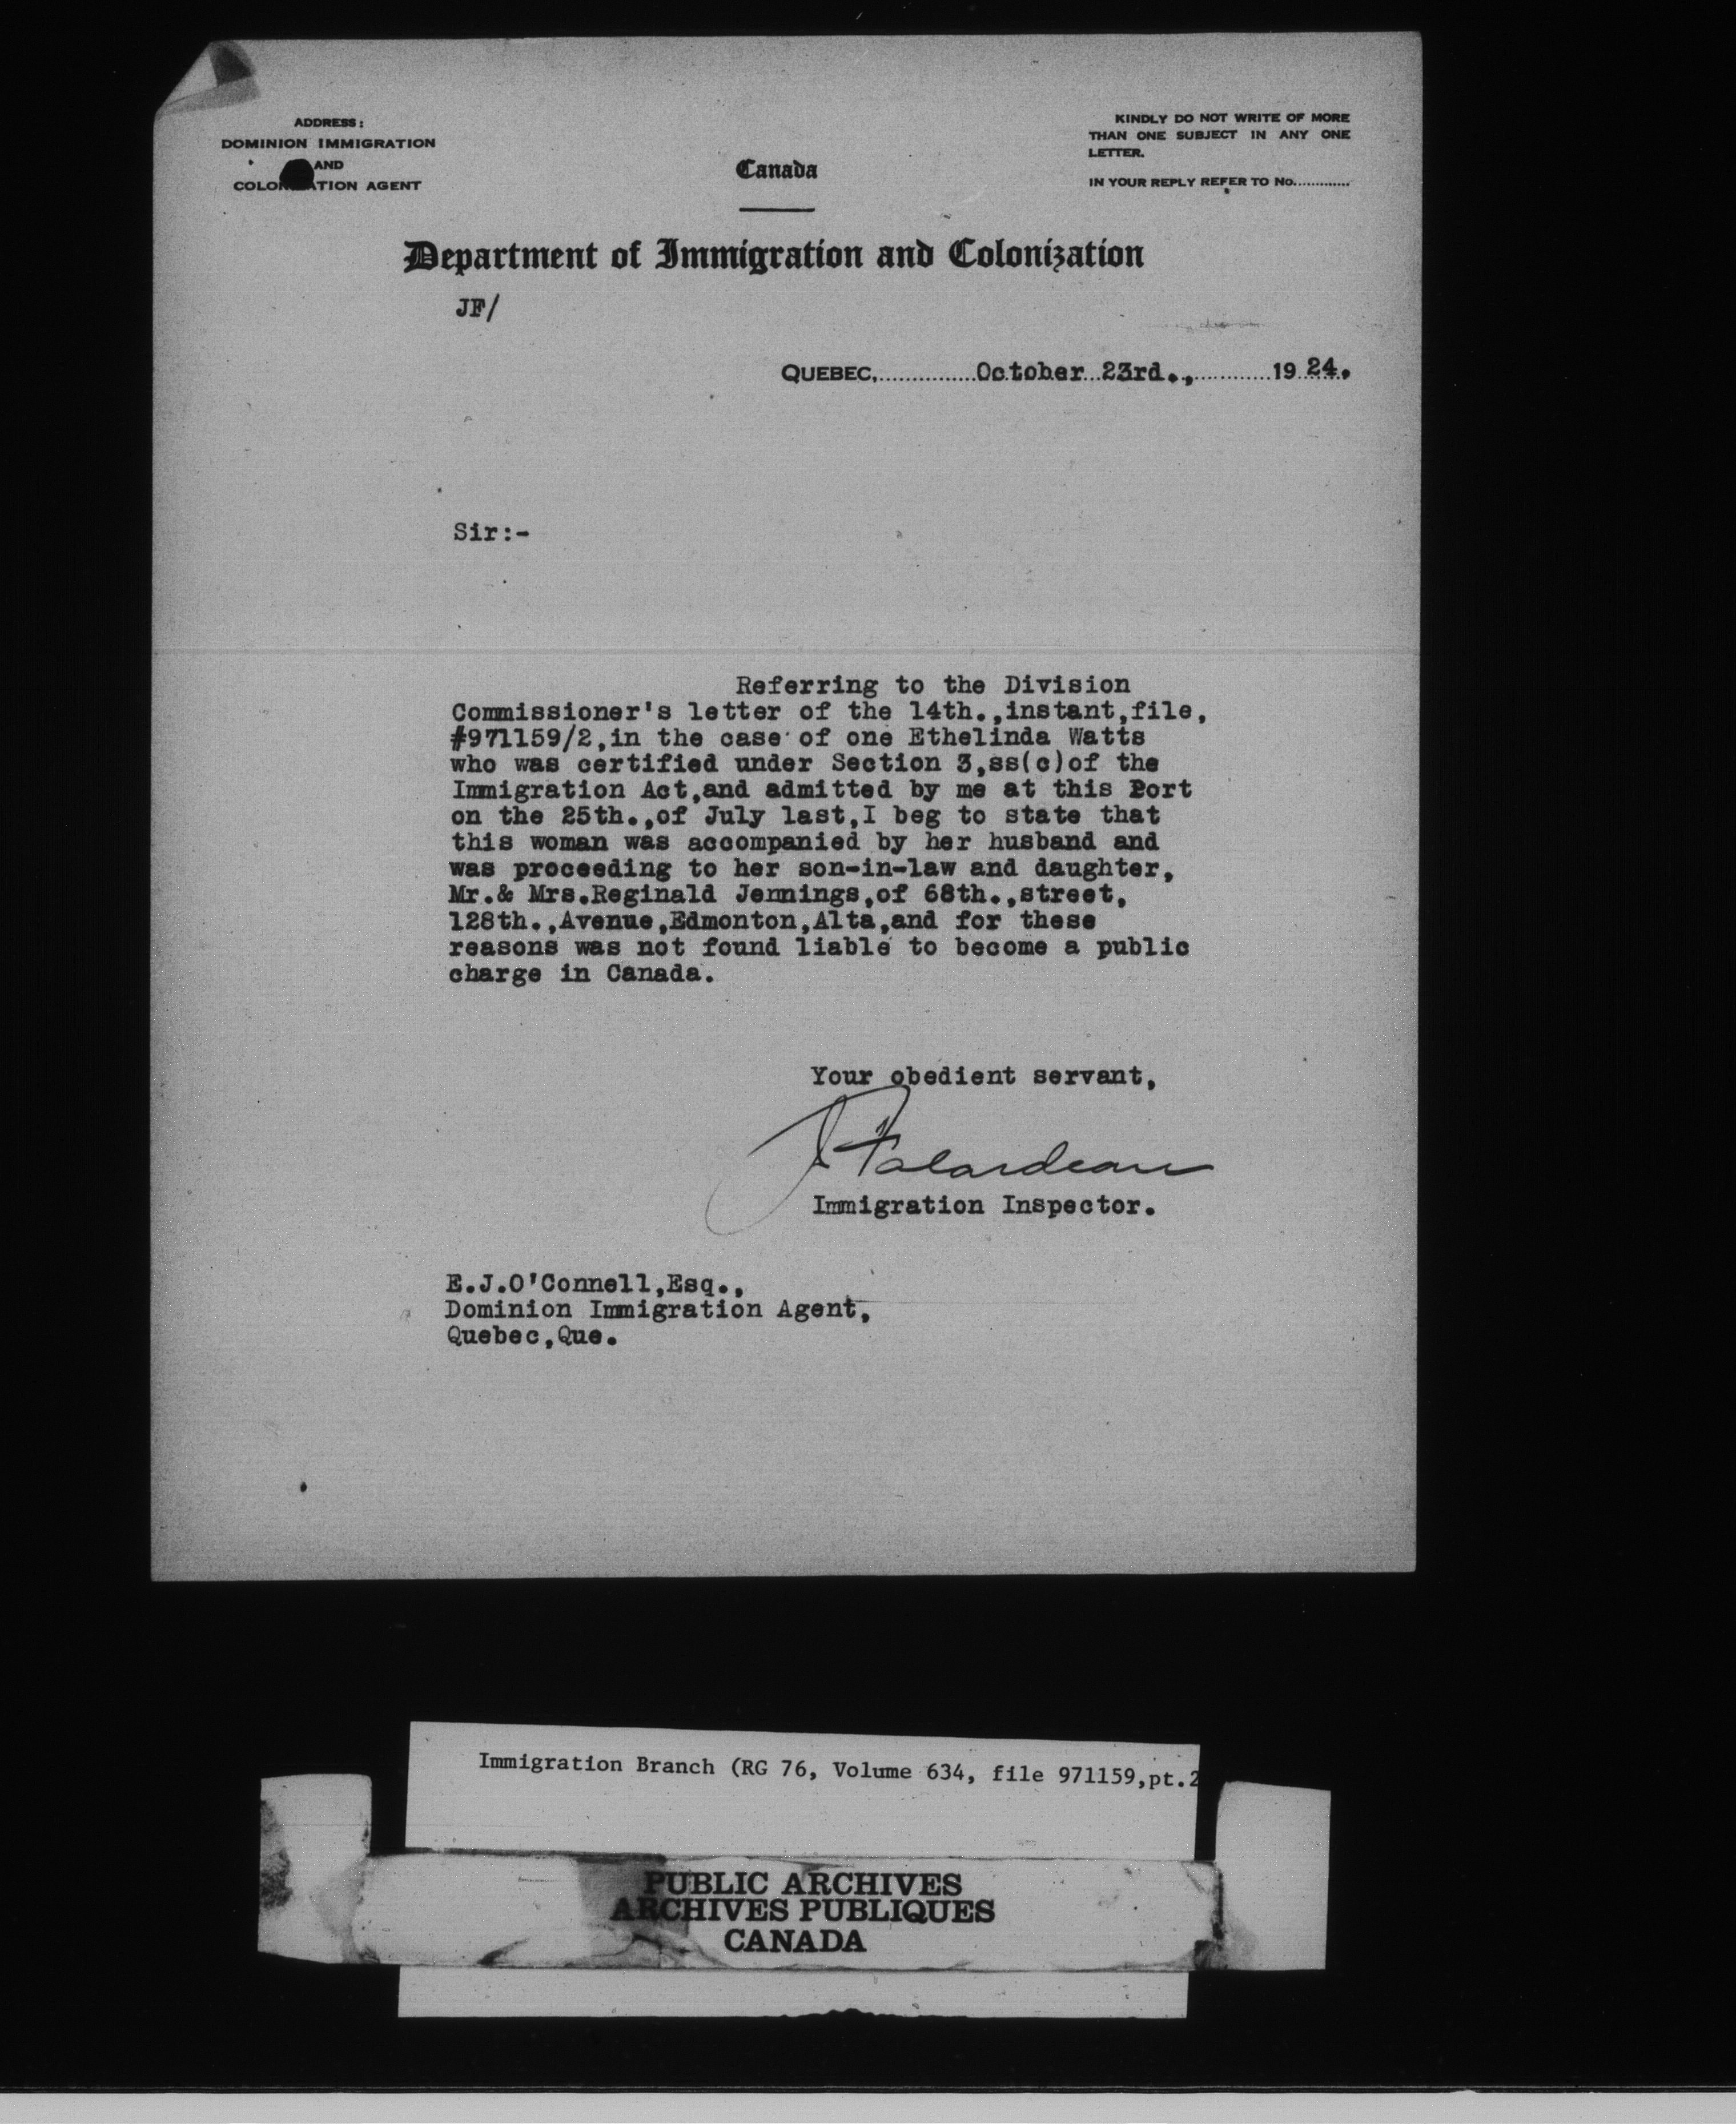 ADDRESS:
DOMINION IMMIGRATION
AND
COLONIZATION AGENT
Canada
KINDLY DO NOT WRITE OF MORE
THAN ONE SUBJECT IN ANY ONE
LETTER.
IN YOUR REPLY REFER TO No.............
Department of Immigration and Colonization
JF/
QUEBEC,...............October 23rd.,............19 24.
Sir:-
Referring to the Division
Commissioner's letter of the 14th.,instant,file,
#971159/2,in the case of one Ethelinda Watts
who was certified under Section 3,ss(c)of the
Immigration Act,and admitted by me at this Port
on the 25th.,of July last,I beg to state that
this woman was accompanied by her husband and
was proceeding to her son-in-law and daughter,
Mr.& Mrs.Reginald Jennings,of 68th.,street,
128th.,Avenue,Edmonton,Alta,and for these
reasons was not found liable to become a public
charge in Canada.
Your obedient servant,
J Falardeau
Immigration Inspector.
E.J.O'Connell,Esq.,
Dominion Immigration Agent,
Quebec,Que.
Immigration Branch (RG 76, Volume 634, file 971159,pt.2
PUBLIC ARCHIVES
ARCHIVES PUBLIQUES
CANADA